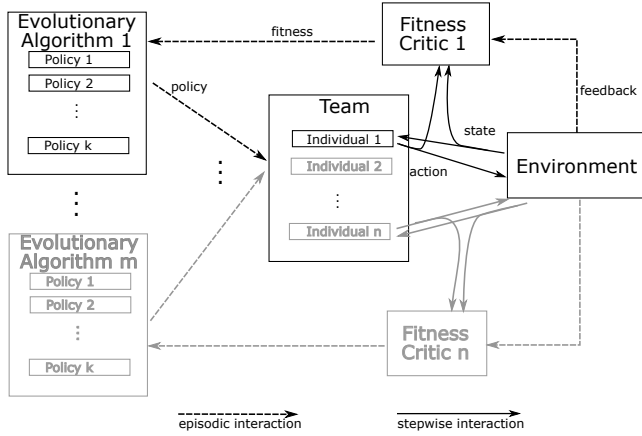 Evolutionary
Algorithm 1
Policy 1
Policy 2
⋮
Policy k
fitness
Fitness
Critic 1
policy
feedback
Team
Individual 1
Individual 2
⋮
Individual n
state
action
Environment
⋮
⋮
Evolutionary
Algorithm m
Policy 1
Policy 2
⋮
Policy k
Fitness
Critic n
episodic interaction
stepwise interaction